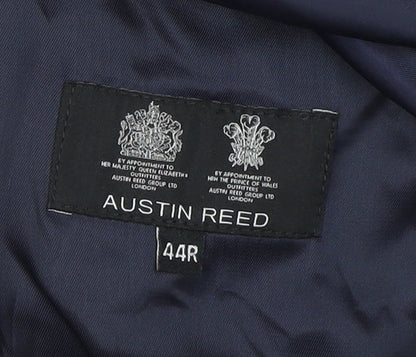 BY APPOINTMENT TO
HER MAJESTY QUEEN ELIZABETH II
OUTFITTERS
AUSTIN REED GROUP LTD
LONDON
BY APPOINTMENT TO
HRH THE PRINCE OF WALES
OUTFITTERS
AUSTIN REED GROUP LTD
LONDON
AUSTIN REED
44R